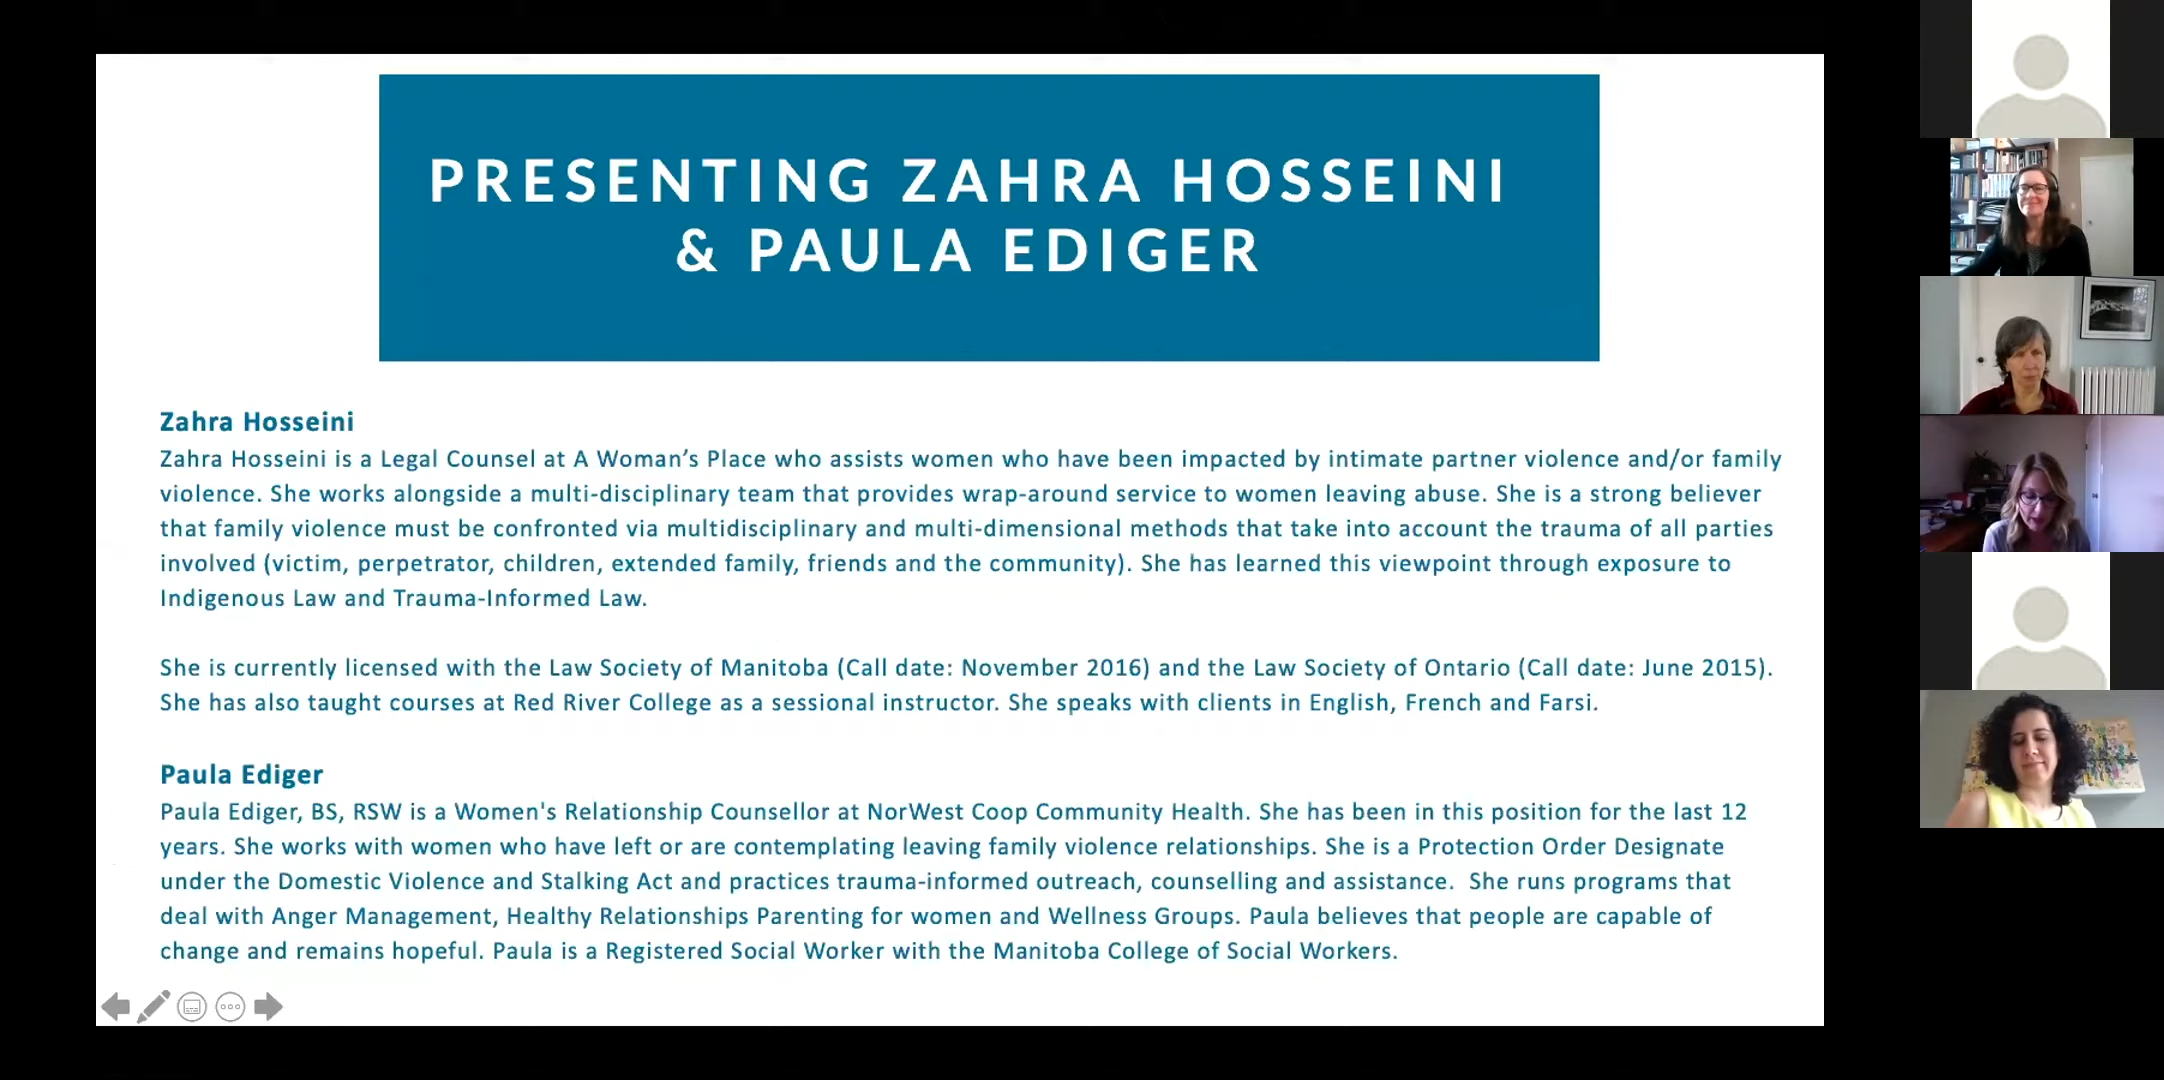 PRESENTING ZAHRA HOSSEINI
& PAULA EDIGER
Zahra Hosseini
Zahra Hosseini is a Legal Counsel at A Woman’s Place who assists women who have been impacted by intimate partner violence and/or family
violence. She works alongside a multi-disciplinary team that provides wrap-around service to women leaving abuse. She is a strong believer
that family violence must be confronted via multidisciplinary and multi-dimensional methods that take into account the trauma of all parties
involved (victim, perpetrator, children, extended family, friends and the community). She has learned this viewpoint through exposure to
Indigenous Law and Trauma-Informed Law.
She is currently licensed with the Law Society of Manitoba (Call date: November 2016) and the Law Society of Ontario (Call date: June 2015).
She has also taught courses at Red River College as a sessional instructor. She speaks with clients in English, French and Farsi.
Paula Ediger
Paula Ediger, BS, RSW is a Women's Relationship Counsellor at NorWest Coop Community Health. She has been in this position for the last 12
years. She works with women who have left or are contemplating leaving family violence relationships. She is a Protection Order Designate
under the Domestic Violence and Stalking Act and practices trauma-informed outreach, counselling and assistance.  She runs programs that
deal with Anger Management, Healthy Relationships Parenting for women and Wellness Groups. Paula believes that people are capable of
change and remains hopeful. Paula is a Registered Social Worker with the Manitoba College of Social Workers.